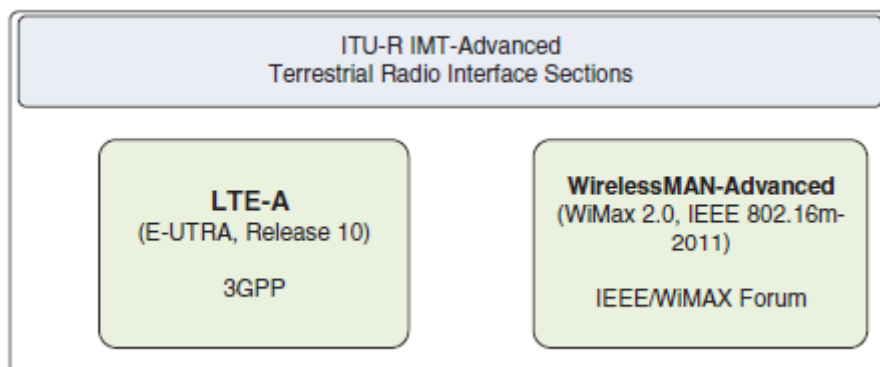 ITU-R IMT-Advanced
Terrestrial Radio Interface Sections
LTE-A
(E-UTRA, Release 10)
3GPP
WirelessMAN-Advanced
(WiMax 2.0, IEEE 802.16m-
2011)
IEEE/WiMAX Forum